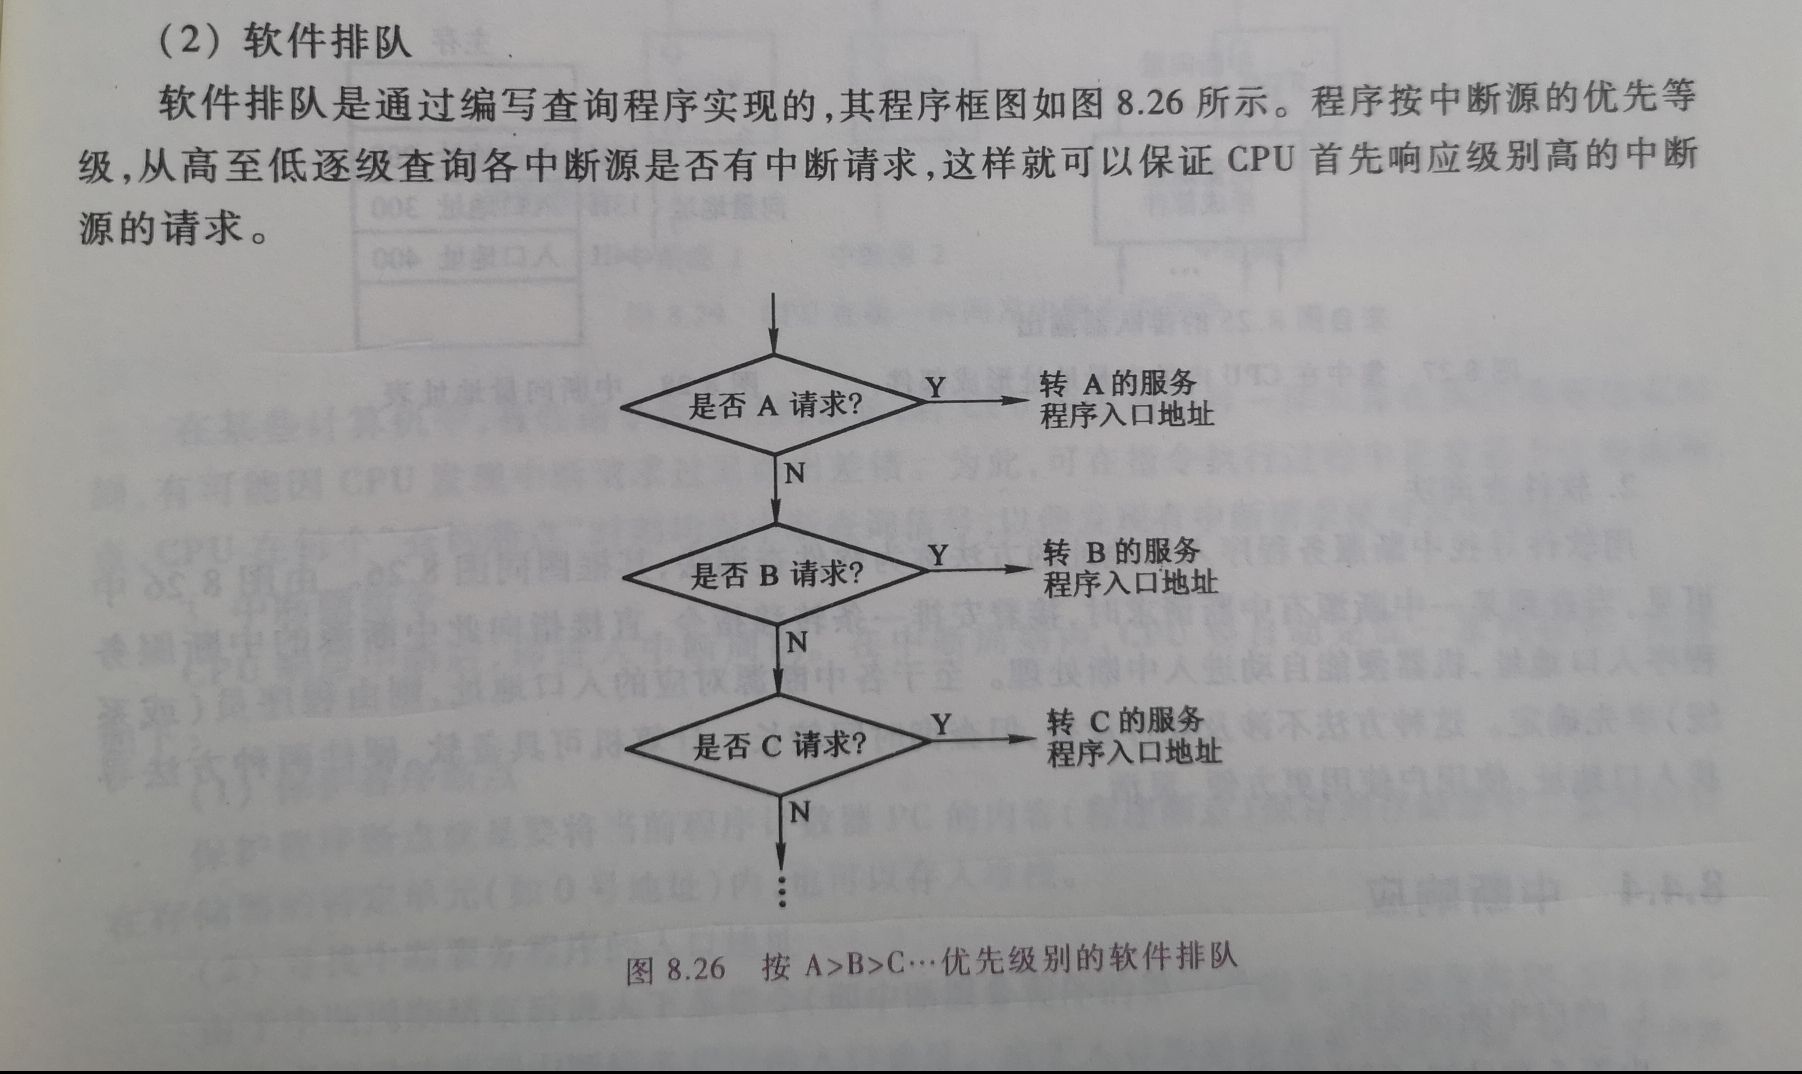 （2）软件排队
软件排队是通过编写查询程序实现的,其程序框图如图 8.26 所示。程序按中断源的优先等
级,从高至低逐级查询各中断源是否有中断请求,这样就可以保证 CPU 首先响应级别高的中断
源的请求。
是否 A 请求?
Y
转 A 的服务
程序入口地址
N
是否 B 请求?
Y
转 B 的服务
程序入口地址
N
是否 C 请求?
Y
转 C 的服务
程序入口地址
N
⋮
图 8.26 按 A>B>C…优先级别的软件排队